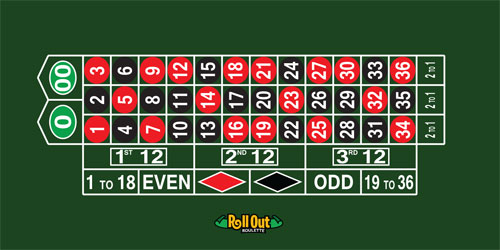 00 3 6 9 12 15 18 21 24 27 30 33 36 2 to 1
2 5 8 11 14 17 20 23 26 29 32 35 2 to 1
0 1 4 7 10 13 16 19 22 25 28 31 34 2 to 1
1ST 12 2ND 12 3RD 12
1 TO 18 EVEN ODD 19 TO 36
Roll Out
ROULETTE